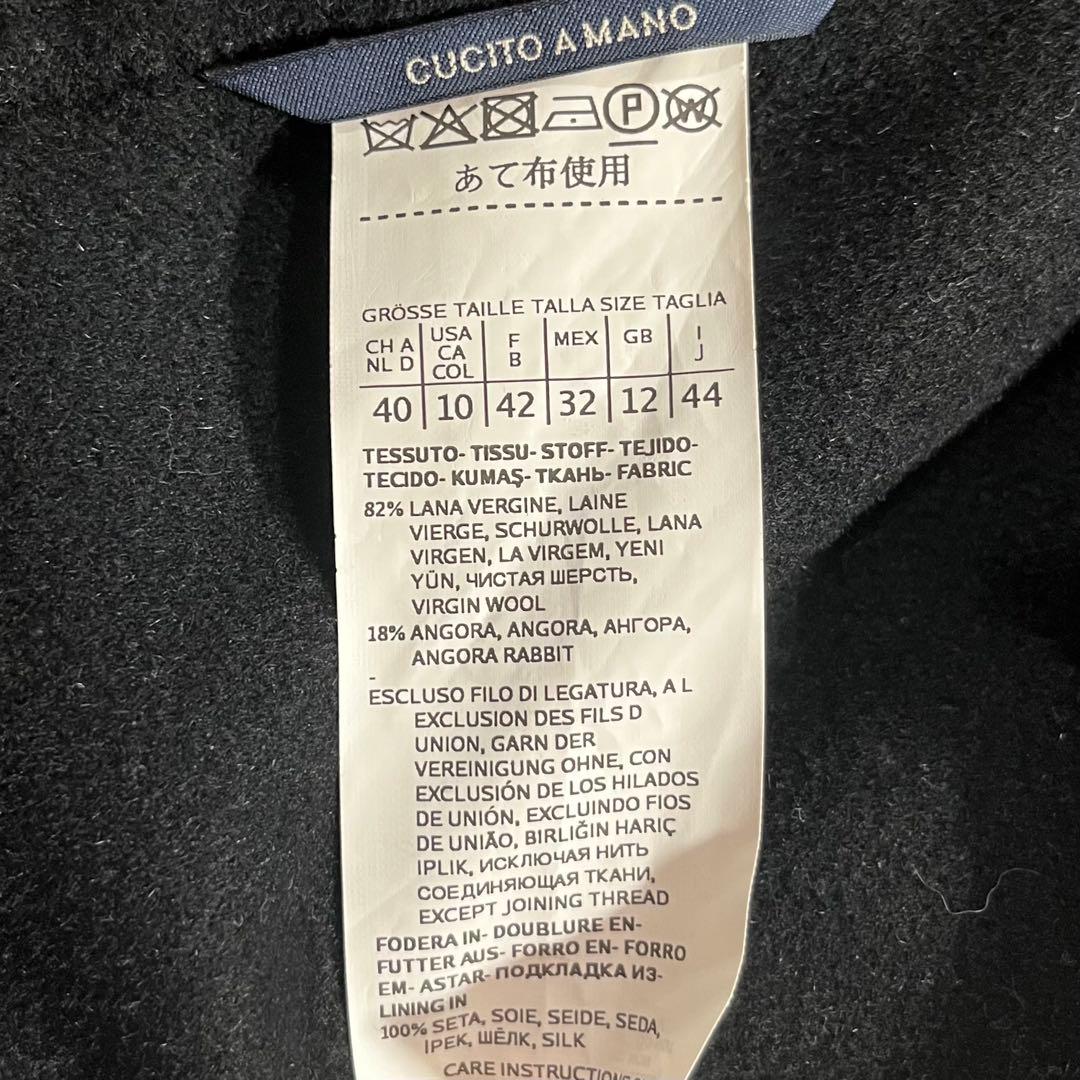 CUCITO A MANO
P W
あて布使用
GRÖSSE TAILLE TALLA SIZE TAGLIA
CH A NL D | USA CA COL | F B | MEX | GB | I J
40 | 10 | 42 | 32 | 12 | 44
TESSUTO- TISSU- STOFF- TEJIDO-
TECIDO- KUMAŞ- ТКАНЬ- FABRIC
82% LANA VERGINE, LAINE
VIERGE, SCHURWOLLE, LANA
VIRGEN, LA VIRGEM, YENI
YÜN, ЧИСТАЯ ШЕРСТЬ,
VIRGIN WOOL
18% ANGORA, ANGORA, АНГОРА,
ANGORA RABBIT
-
ESCLUSO FILO DI LEGATURA, A L
EXCLUSION DES FILS D
UNION, GARN DER
VEREINIGUNG OHNE, CON
EXCLUSIÓN DE LOS HILADOS
DE UNIÓN, EXCLUINDO FIOS
DE UNIÃO, BIRLIĞIN HARIÇ
IPLIK, ИСКЛЮЧАЯ НИТЬ
СОЕДИНЯЮЩАЯ ТКАНИ,
EXCEPT JOINING THREAD
FODERA IN- DOUBLURE EN-
FUTTER AUS- FORRO EN- FORRO
EM- ASTAR- ПОДКЛАДКА ИЗ-
LINING IN
100% SETA, SOIE, SEIDE, SEDA,
IPEK, ШЁЛК, SILK
CARE INSTRUCTIONS